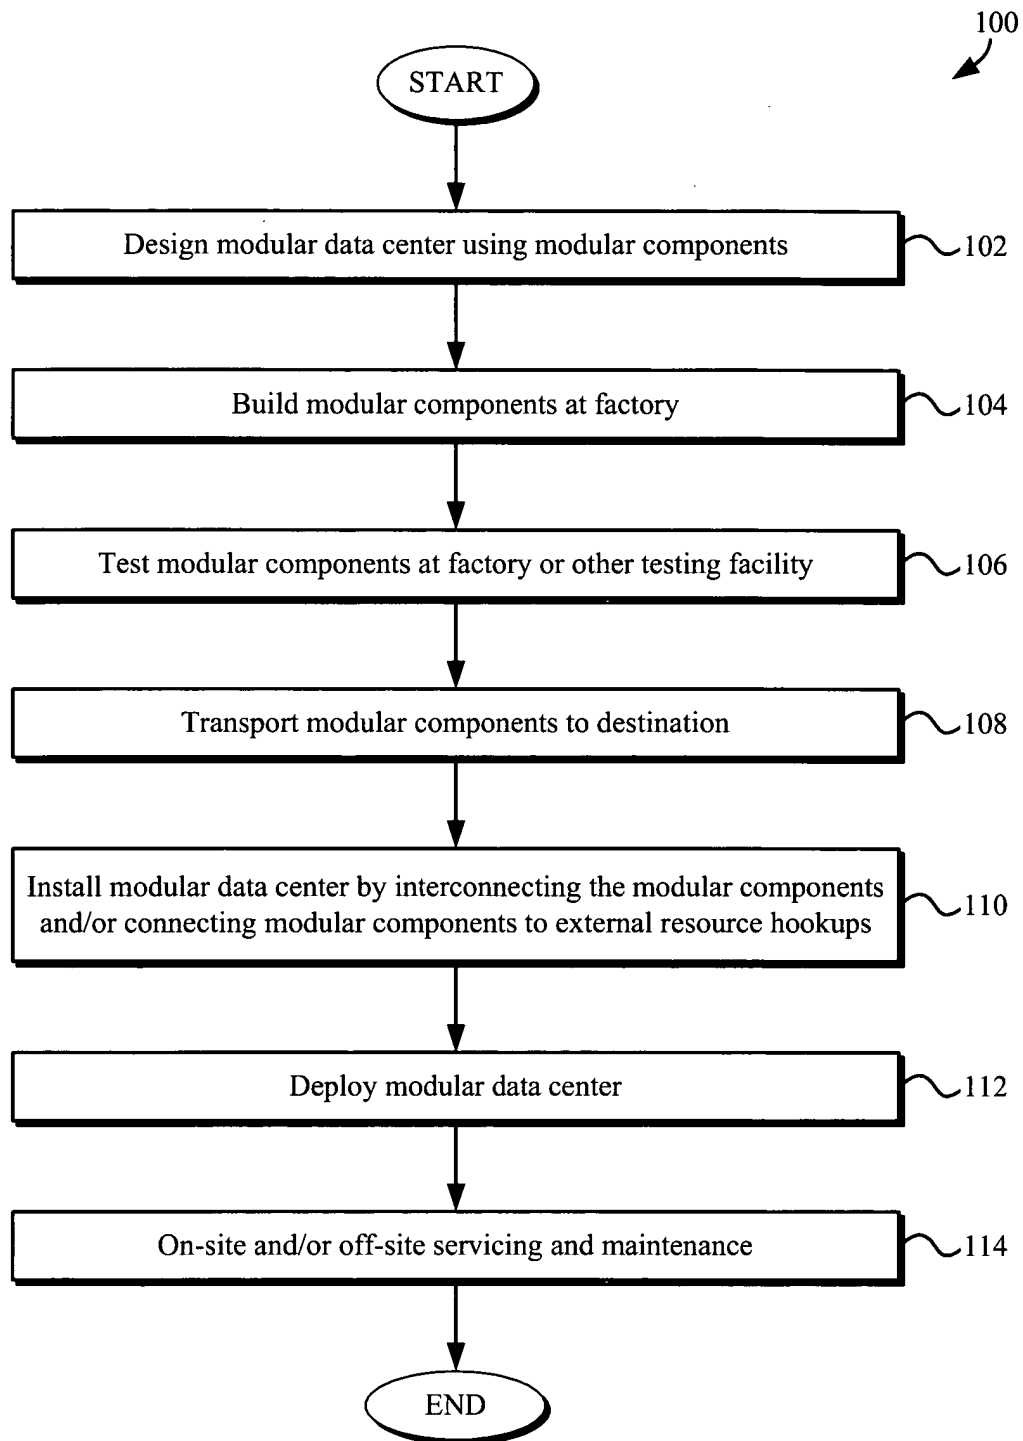 100
START
Design modular data center using modular components
102
Build modular components at factory
104
Test modular components at factory or other testing facility
106
Transport modular components to destination
108
Install modular data center by interconnecting the modular components
and/or connecting modular components to external resource hookups
110
Deploy modular data center
112
On-site and/or off-site servicing and maintenance
114
END